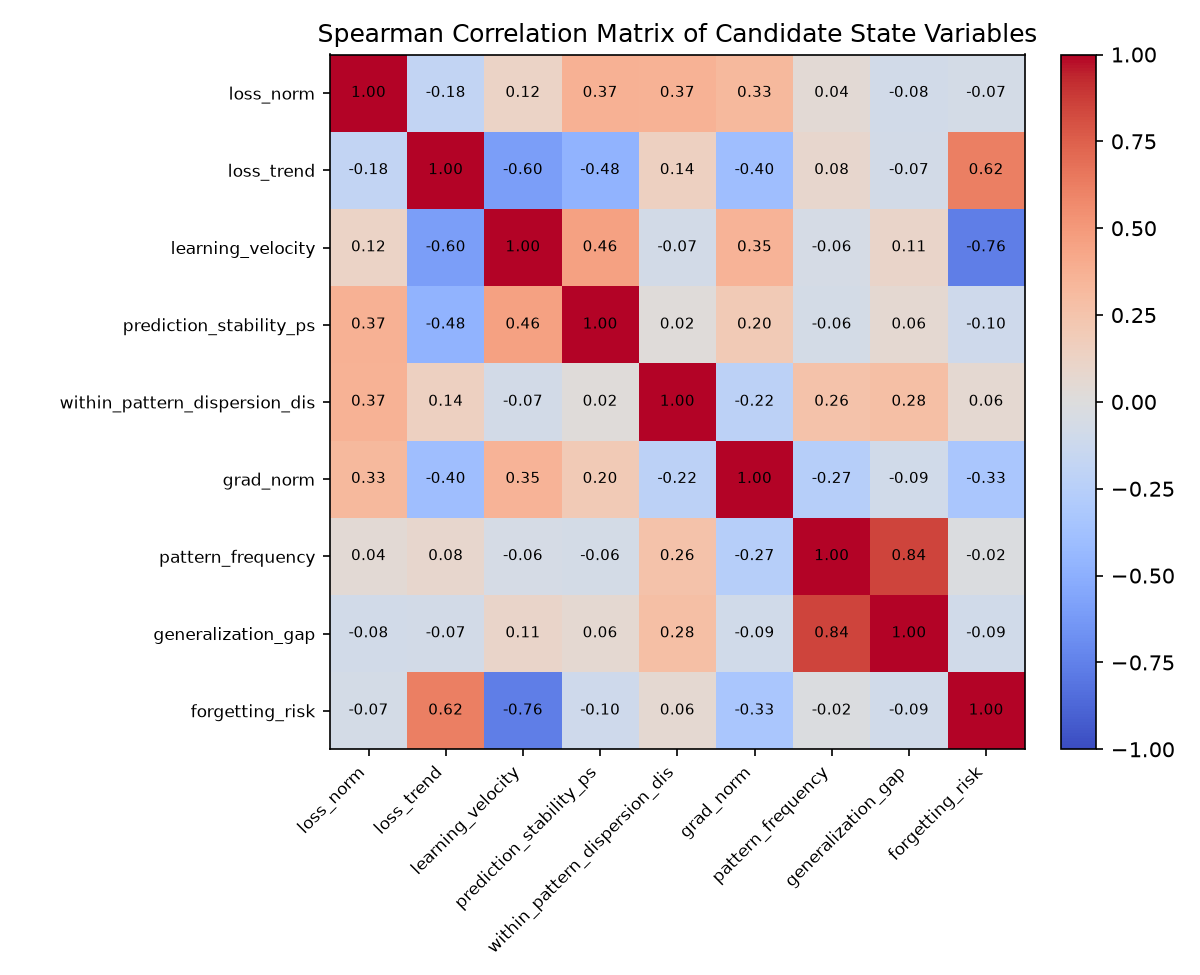 Spearman Correlation Matrix of Candidate State Variables
loss_norm 1.00 -0.18 0.12 0.37 0.37 0.33 0.04 -0.08 -0.07
loss_trend -0.18 1.00 -0.60 -0.48 0.14 -0.40 0.08 -0.07 0.62
learning_velocity 0.12 -0.60 1.00 0.46 -0.07 0.35 -0.06 0.11 -0.76
prediction_stability_ps 0.37 -0.48 0.46 1.00 0.02 0.20 -0.06 0.06 -0.10
within_pattern_dispersion_dis 0.37 0.14 -0.07 0.02 1.00 -0.22 0.26 0.28 0.06
grad_norm 0.33 -0.40 0.35 0.20 -0.22 1.00 -0.27 -0.09 -0.33
pattern_frequency 0.04 0.08 -0.06 -0.06 0.26 -0.27 1.00 0.84 -0.02
generalization_gap -0.08 -0.07 0.11 0.06 0.28 -0.09 0.84 1.00 -0.09
forgetting_risk -0.07 0.62 -0.76 -0.10 0.06 -0.33 -0.02 -0.09 1.00
loss_norm
loss_trend
learning_velocity
prediction_stability_ps
within_pattern_dispersion_dis
grad_norm
pattern_frequency
generalization_gap
forgetting_risk
1.00
0.75
0.50
0.25
0.00
−0.25
−0.50
−0.75
−1.00